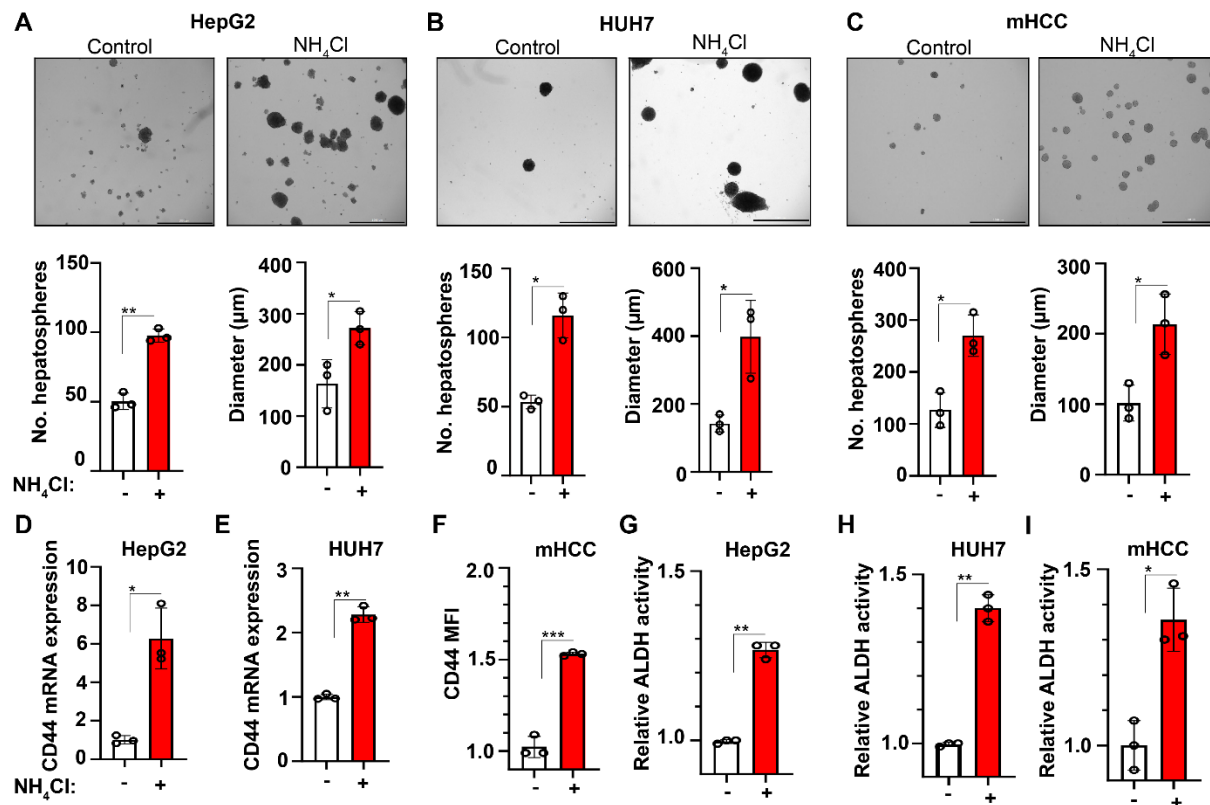 A HepG2
Control NH4Cl
B HUH7
Control NH4Cl
C mHCC
Control NH4Cl
No. hepatospheres
150
100
50
0
**
NH4Cl: - +
Diameter (µm)
400
300
200
100
0
*
- +
No. hepatospheres
150
100
50
0
*
- +
Diameter (µm)
600
400
200
0
*
- +
No. hepatospheres
400
300
200
100
0
*
- +
Diameter (µm)
300
200
100
0
*
- +
D HepG2
CD44 mRNA expression
8
6
4
2
0
*
NH4Cl: - +
E HUH7
CD44 mRNA expression
3
2
1
0
**
- +
F mHCC
CD44 MFI
2.0
1.5
1.0
***
- +
G HepG2
Relative ALDH activity
1.5
1.0
**
- +
H HUH7
Relative ALDH activity
1.5
1.0
**
- +
I mHCC
Relative ALDH activity
1.5
1.0
*
- +